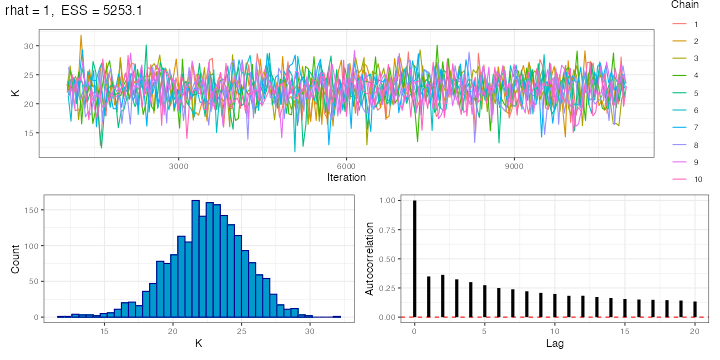 rhat = 1, ESS = 5253.1
Chain
1
2
3
4
5
6
7
8
9
10
K
30
25
20
15
3000 6000 9000
Iteration
Count
150
100
50
0
15 20 25 30
K
Autocorrelation
1.00
0.75
0.50
0.25
0.00
0 5 10 15 20
Lag